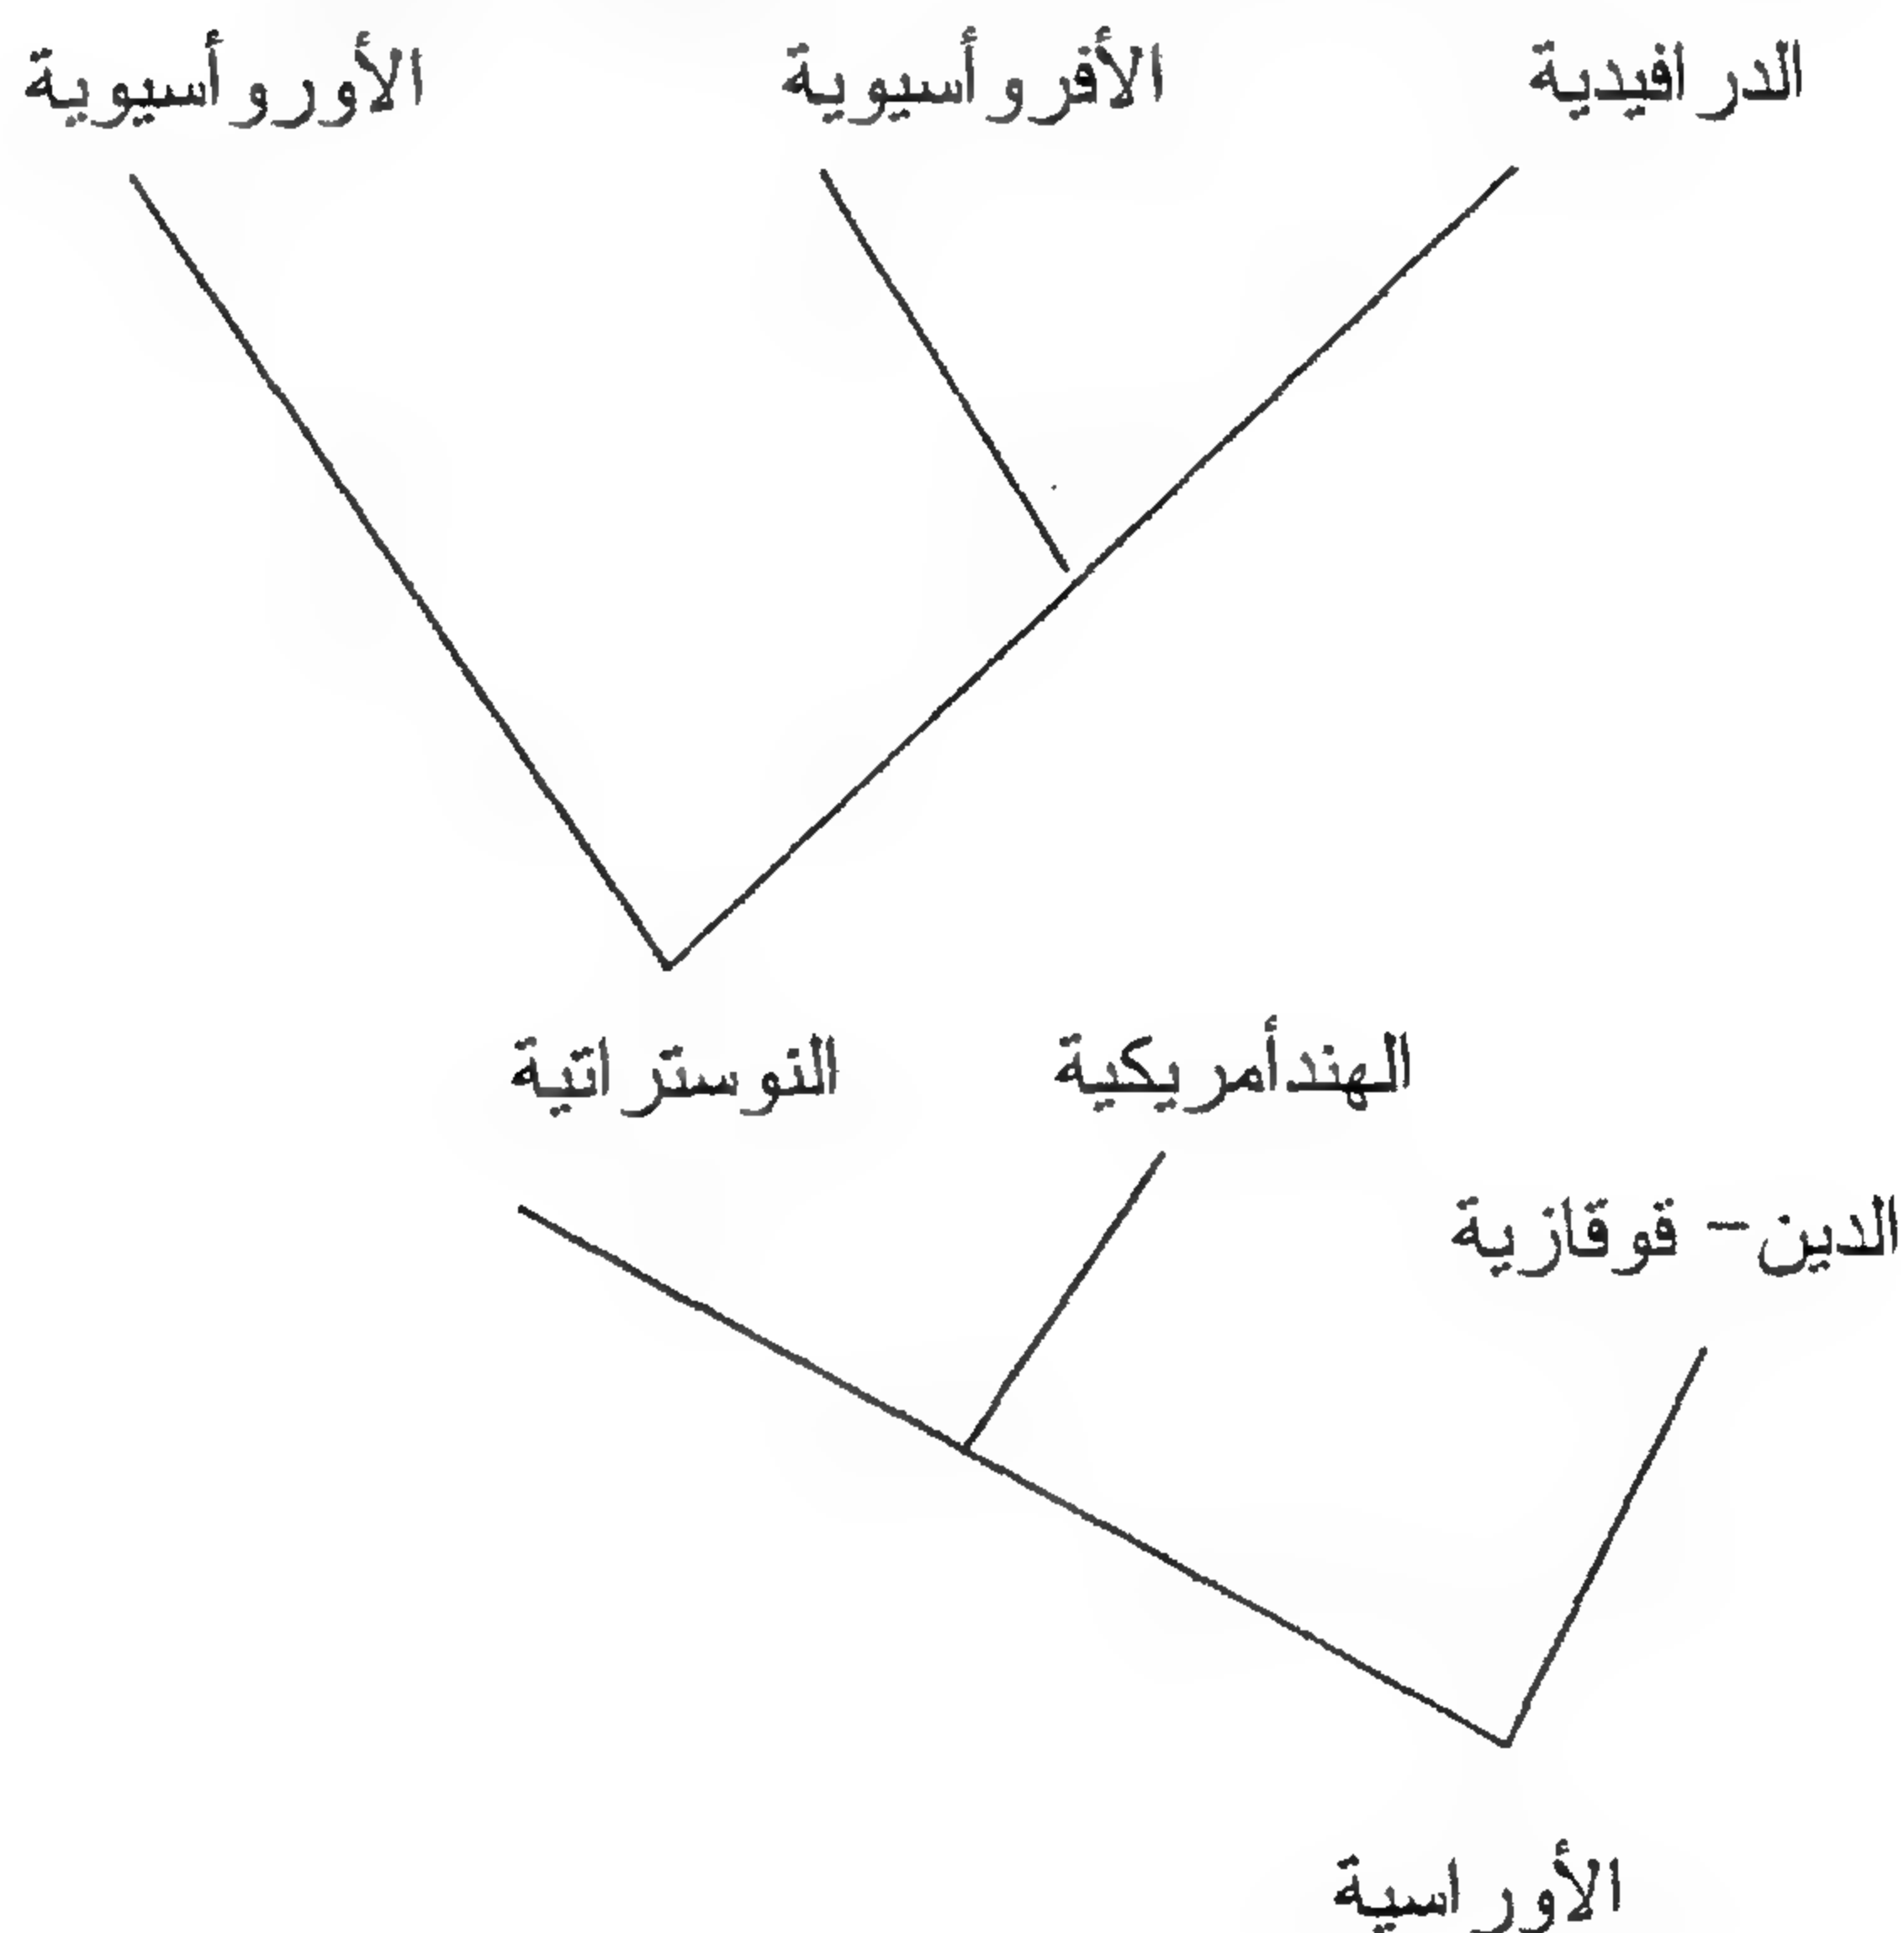 الدرافيدية الأفروأسيوية الأوروأسيوية
الهندأمريكية النوستراتية
الدين- قوقازية
الأوراسية